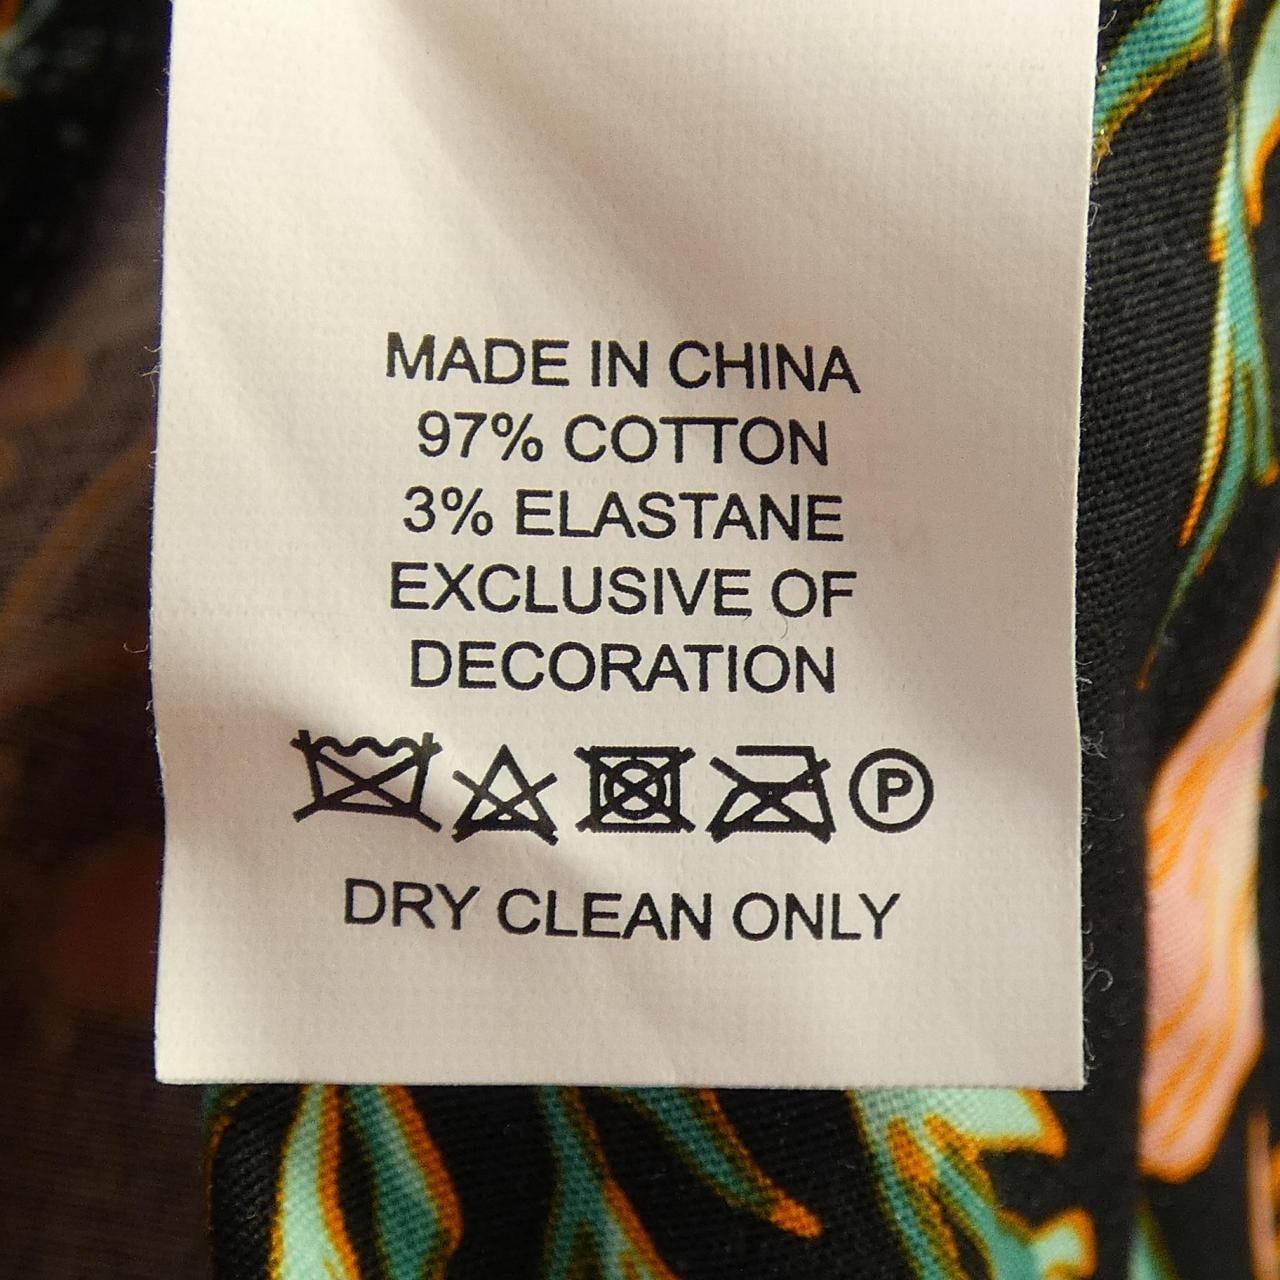 MADE IN CHINA
97% COTTON
3% ELASTANE
EXCLUSIVE OF
DECORATION
P
DRY CLEAN ONLY